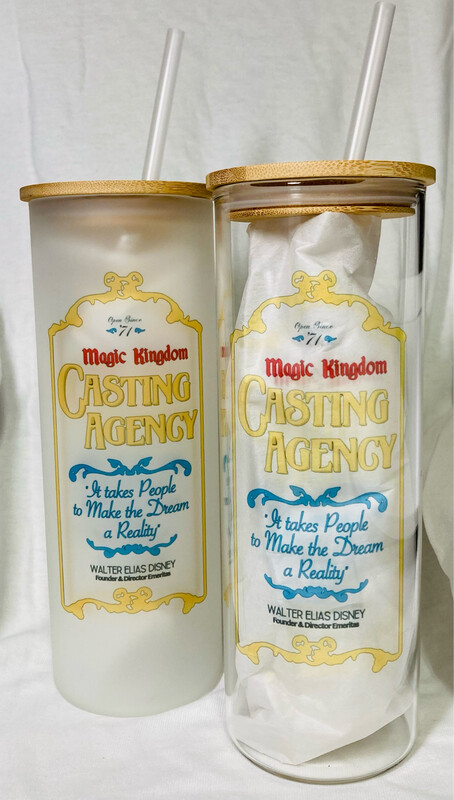 Open Since
'71
Magic Kingdom
CASTING
AGENCY
"It takes People
to Make the Dream
a Reality"
WALTER ELIAS DISNEY
Founder & Director Emeritas
Open Since
'71
Magic Kingdom
CASTING
AGENCY
"It takes People
to Make the Dream
a Reality"
WALTER ELIAS DISNEY
Founder & Director Emeritas